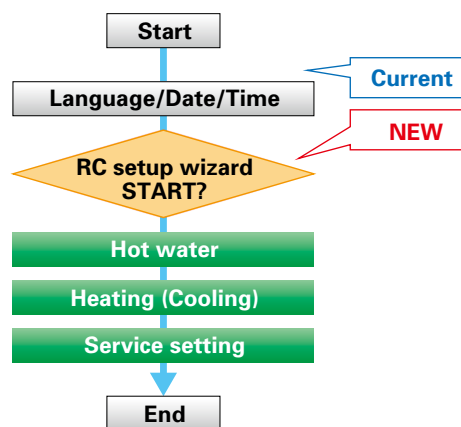 Start
Current
Language/Date/Time
NEW
RC setup wizard
START?
Hot water
Heating (Cooling)
Service setting
End